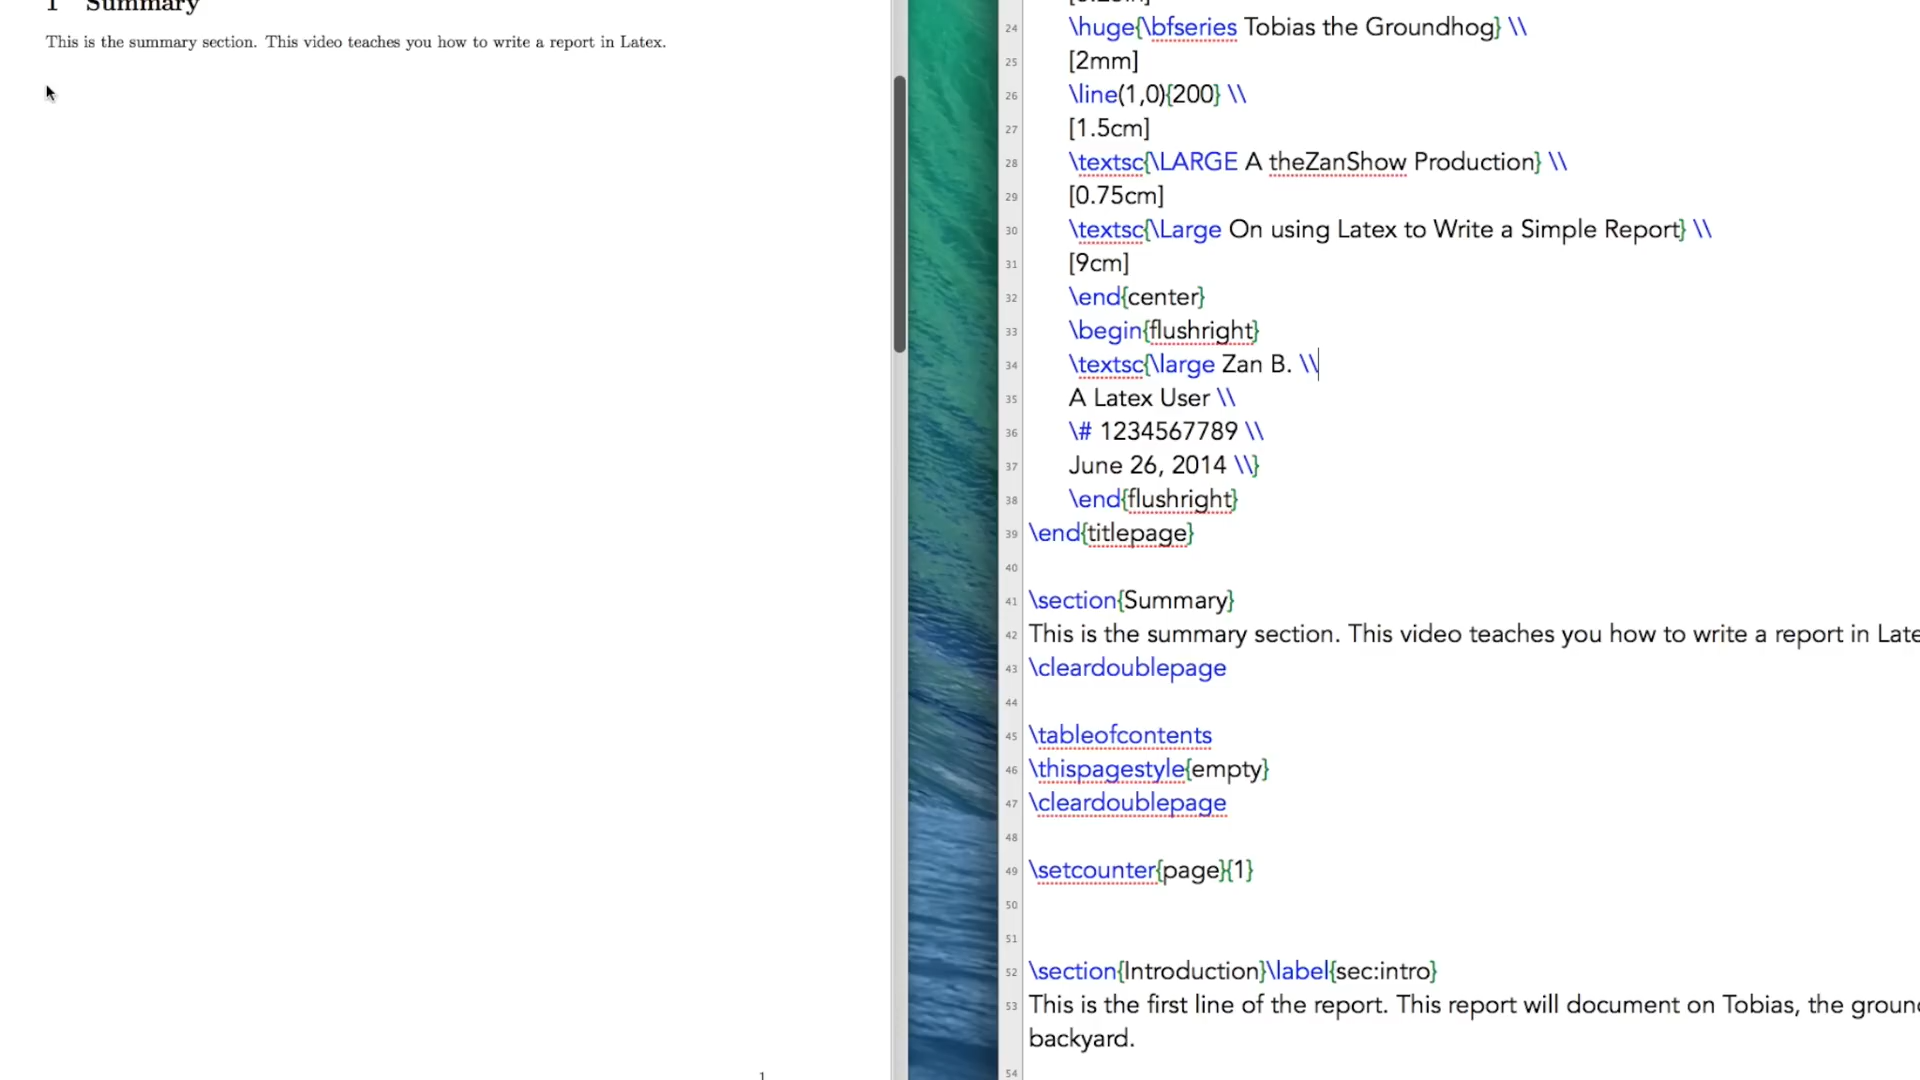 1 Summary
This is the summary section. This video teaches you how to write a report in Latex.
1
24 \huge{\bfseries Tobias the Groundhog} \\
25 [2mm]
26 \line(1,0){200} \\
27 [1.5cm]
28 \textsc{\LARGE A theZanShow Production} \\
29 [0.75cm]
30 \textsc{\Large On using Latex to Write a Simple Report} \\
31 [9cm]
32 \end{center}
33 \begin{flushright}
34 \textsc{\large Zan B. \\
35 A Latex User \\
36 \# 1234567789 \\
37 June 26, 2014 \\}
38 \end{flushright}
39 \end{titlepage}
40
41 \section{Summary}
42 This is the summary section. This video teaches you how to write a report in Late
43 \cleardoublepage
44
45 \tableofcontents
46 \thispagestyle{empty}
47 \cleardoublepage
48
49 \setcounter{page}{1}
50
51
52 \section{Introduction}\label{sec:intro}
53 This is the first line of the report. This report will document on Tobias, the groun
backyard.
54